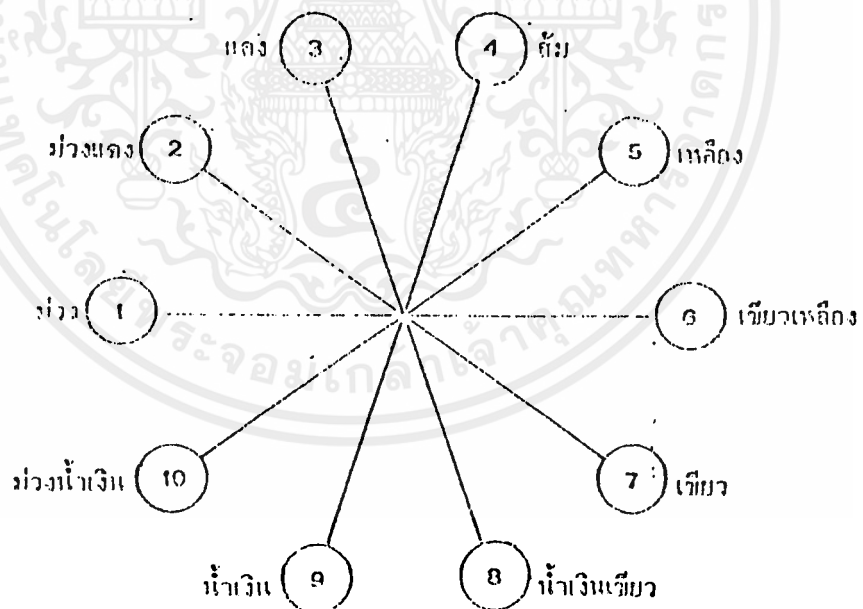 แดง 3
4 ส้ม
ม่วงแดง 2
5 เหลือง
ม่วง 1
6 เขียวเหลือง
ม่วงน้ำเงิน 10
7 เขียว
น้ำเงิน 9
8 น้ำเงินเขียว